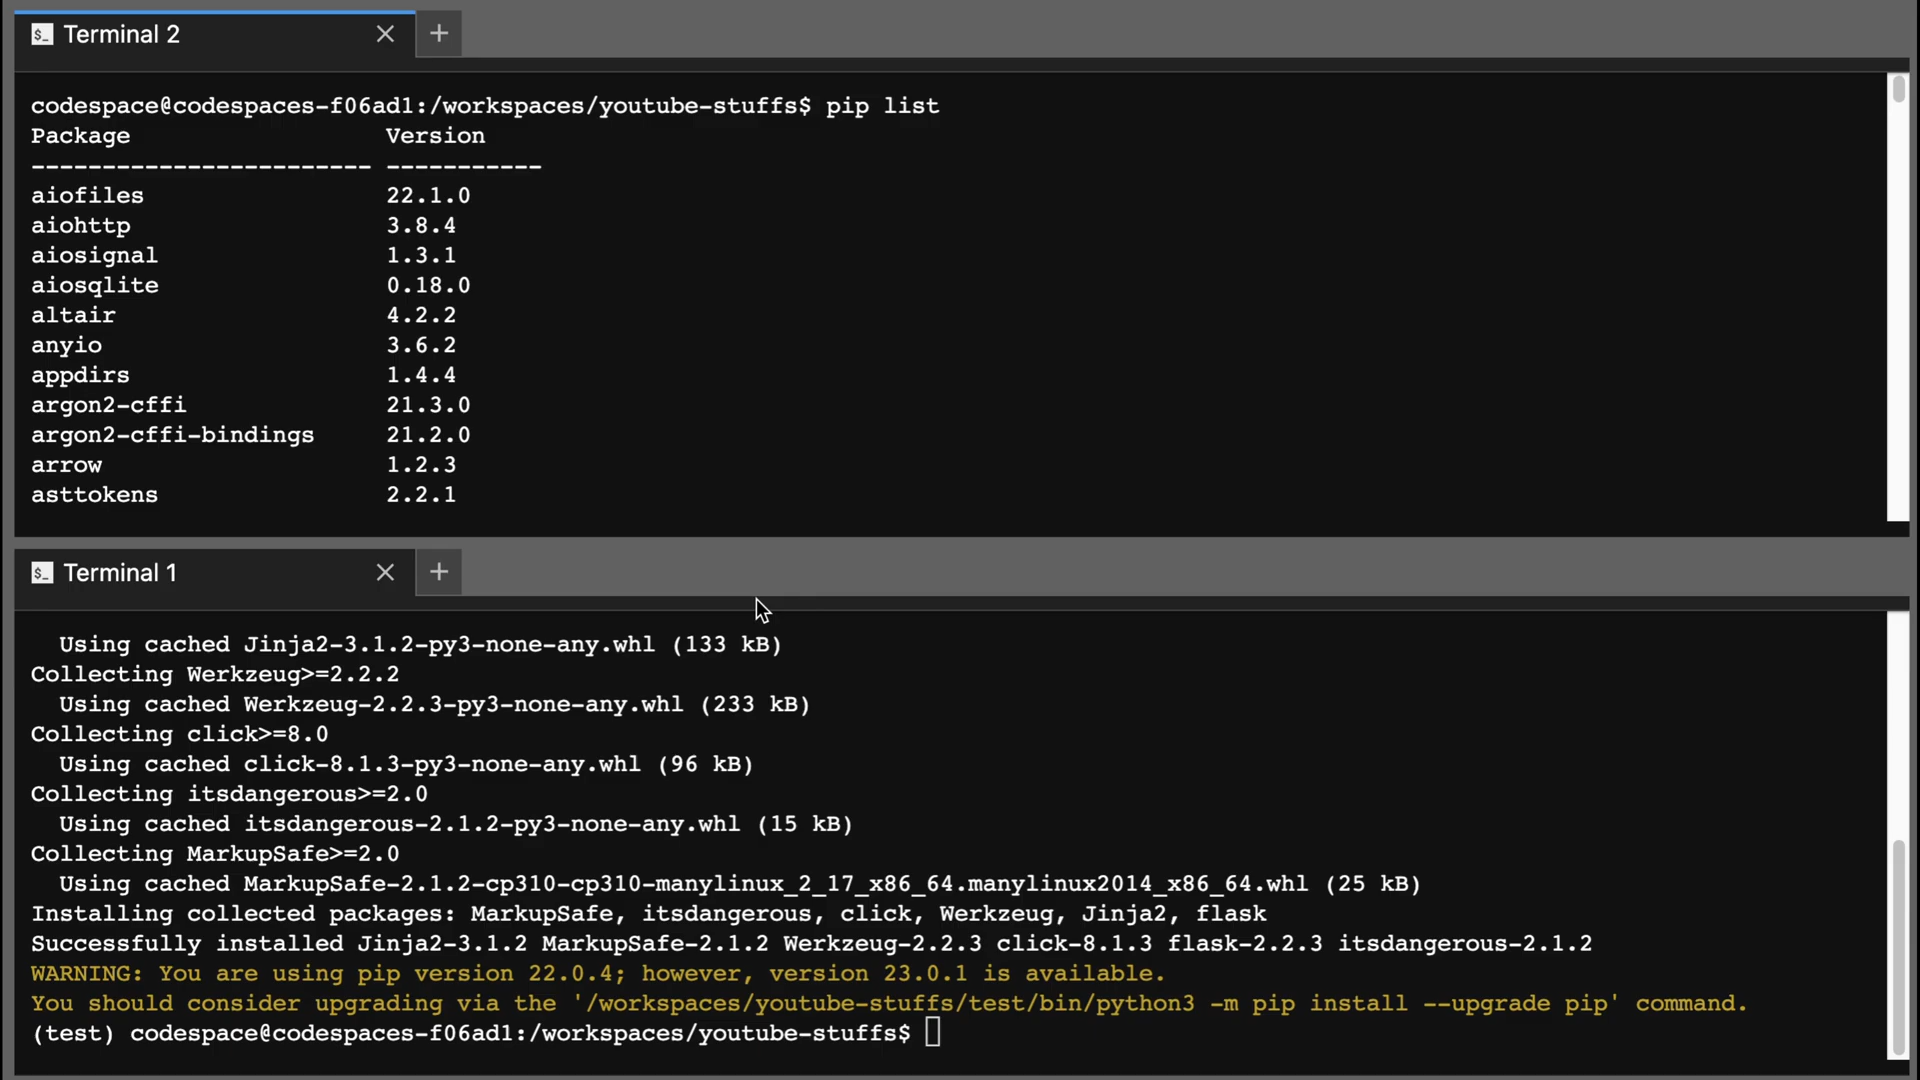 $_ Terminal 2
codespace@codespaces-f06ad1:/workspaces/youtube-stuffs$ pip list
Package Version
------------------------ -----------
aiofiles 22.1.0
aiohttp 3.8.4
aiosignal 1.3.1
aiosqlite 0.18.0
altair 4.2.2
anyio 3.6.2
appdirs 1.4.4
argon2-cffi 21.3.0
argon2-cffi-bindings 21.2.0
arrow 1.2.3
asttokens 2.2.1
$_ Terminal 1
Using cached Jinja2-3.1.2-py3-none-any.whl (133 kB)
Collecting Werkzeug>=2.2.2
Using cached Werkzeug-2.2.3-py3-none-any.whl (233 kB)
Collecting click>=8.0
Using cached click-8.1.3-py3-none-any.whl (96 kB)
Collecting itsdangerous>=2.0
Using cached itsdangerous-2.1.2-py3-none-any.whl (15 kB)
Collecting MarkupSafe>=2.0
Using cached MarkupSafe-2.1.2-cp310-cp310-manylinux_2_17_x86_64.manylinux2014_x86_64.whl (25 kB)
Installing collected packages: MarkupSafe, itsdangerous, click, Werkzeug, Jinja2, flask
Successfully installed Jinja2-3.1.2 MarkupSafe-2.1.2 Werkzeug-2.2.3 click-8.1.3 flask-2.2.3 itsdangerous-2.1.2
WARNING: You are using pip version 22.0.4; however, version 23.0.1 is available.
You should consider upgrading via the '/workspaces/youtube-stuffs/test/bin/python3 -m pip install --upgrade pip' command.
(test) codespace@codespaces-f06ad1:/workspaces/youtube-stuffs$